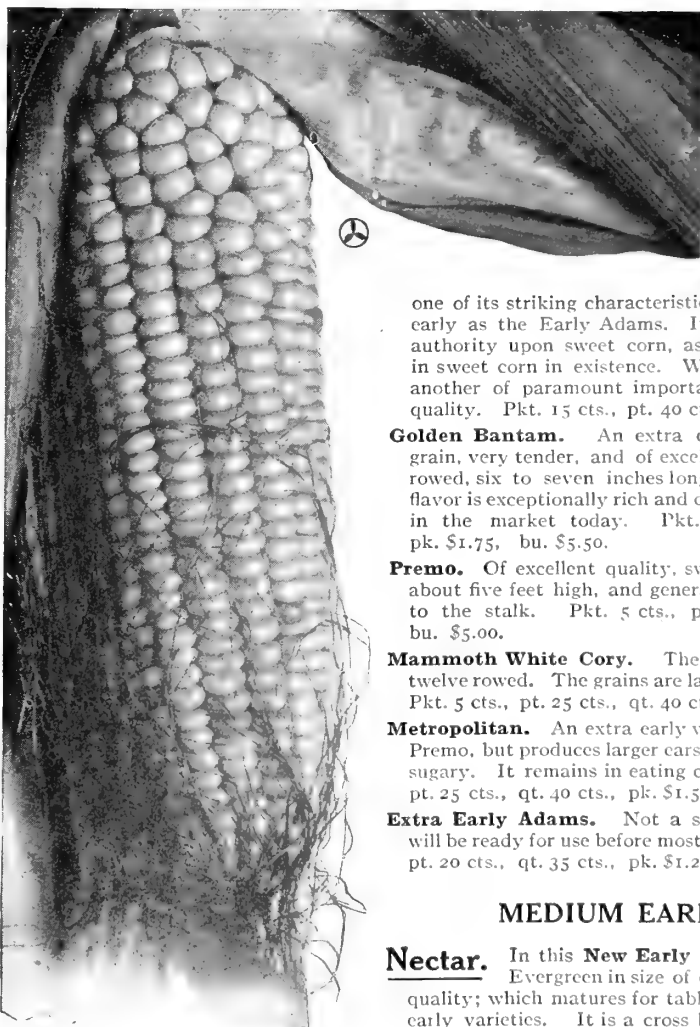 one of its striking characteristi
early as the Early Adams. I
authority upon sweet corn, as
in sweet corn in existence. W
another of paramount importa
quality. Pkt. 15 cts., pt. 40 c
Golden Bantam. An extra
grain, very tender, and of exce
rowed, six to seven inches lon
flavor is exceptionally rich and
in the market today. Pkt.
pk. $1.75, bu. $5.50.
Premo. Of excellent quality, sw
about five feet high, and gener
to the stalk. Pkt. 5 cts., p
bu. $5.00.
Mammoth White Cory. The
twelve rowed. The grains are la
Pkt. 5 cts., pt. 25 cts., qt. 40 c
Metropolitan. An extra early v
Premo, but produces larger ears
sugary. It remains in eating
pt. 25 cts., qt. 40 cts., pk. $1.5
Extra Early Adams. Not a s
will be ready for use before most
pt. 20 cts., qt. 35 cts., pk. $1.2
MEDIUM EARL
Nectar. In this New Early
Evergreen in size of
quality; which matures for tabl
early varieties. It is a cross